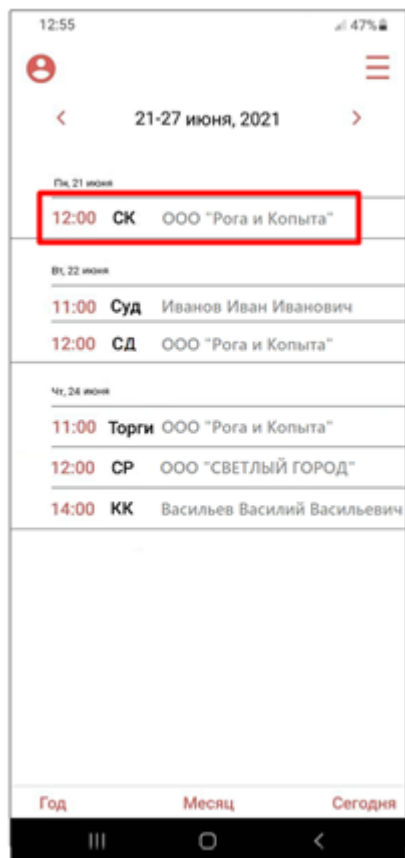 12:55 47%
21-27 июня, 2021
Пн, 21 июня
12:00 СК ООО "Рога и Копыта"
Вт, 22 июня
11:00 Суд Иванов Иван Иванович
12:00 СД ООО "Рога и Копыта"
Чт, 24 июня
11:00 Торги ООО "Рога и Копыта"
12:00 СР ООО "СВЕТЛЫЙ ГОРОД"
14:00 КК Васильев Василий Васильевич
Год Месяц Сегодня